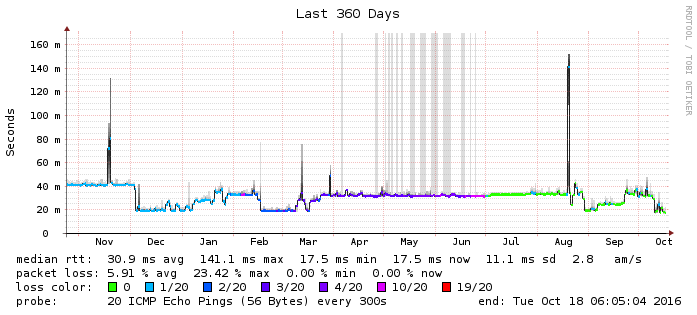 Last 360 Days
RRDTOOL / TOBI OETIKER
Seconds
160 m
140 m
120 m
100 m
80 m
60 m
40 m
20 m
0
Nov Dec Jan Feb Mar Apr May Jun Jul Aug Sep Oct
median rtt: 30.9 ms avg 141.1 ms max 17.5 ms min 17.5 ms now 11.1 ms sd 2.8 am/s
packet loss: 5.91 % avg 23.42 % max 0.00 % min 0.00 % now
loss color: 0 1/20 2/20 3/20 4/20 10/20 19/20
probe: 20 ICMP Echo Pings (56 Bytes) every 300s end: Tue Oct 18 06:05:04 2016